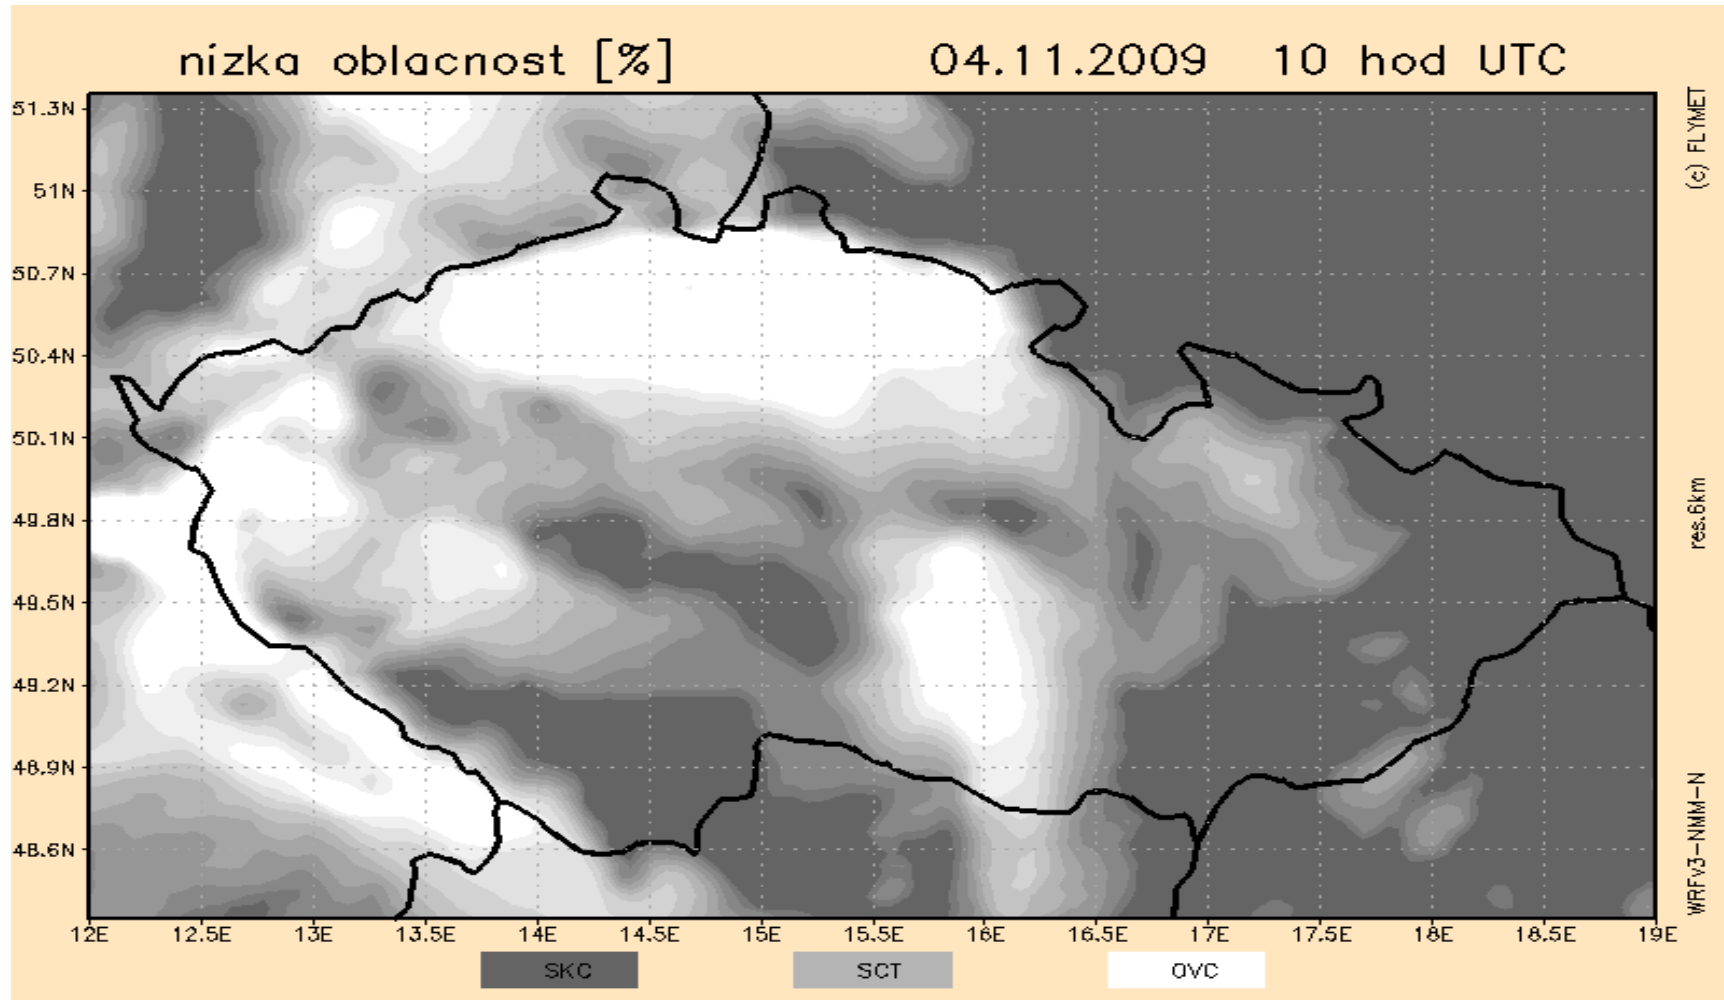 nízka oblacnost [%] 04.11.2009 10 hod UTC
51.3N
51N
50.7N
50.4N
50.1N
49.8N
49.5N
49.2N
48.9N
48.6N
12E 12.5E 13E 13.5E 14E 14.5E 15E 15.5E 16E 16.5E 17E 17.5E 18E 18.5E 19E
SKC SCT OVC
(c) FLYMET
res.6km
WRFv3-NMM-N